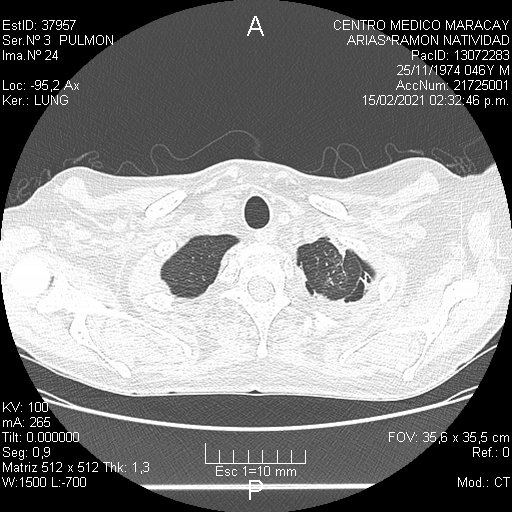 EstID: 37957
Ser.Nº 3 PULMON
Ima.Nº 24
Loc: -95,2 Ax
Ker.: LUNG
A
CENTRO MEDICO MARACAY
ARIAS^RAMON NATIVIDAD
PacID: 13072283
25/11/1974 046Y M
AccNum: 21725001
15/02/2021 02:32:46 p.m.
L
KV: 100
mA: 265
Tilt: 0.000000
Seg: 0,9
Matriz 512 x 512 Thk: 1,3
W:1500 L:-700
Esc 1=10 mm
P
FOV: 35,6 x 35,5 cm
Ref.: 0
Mod.: CT